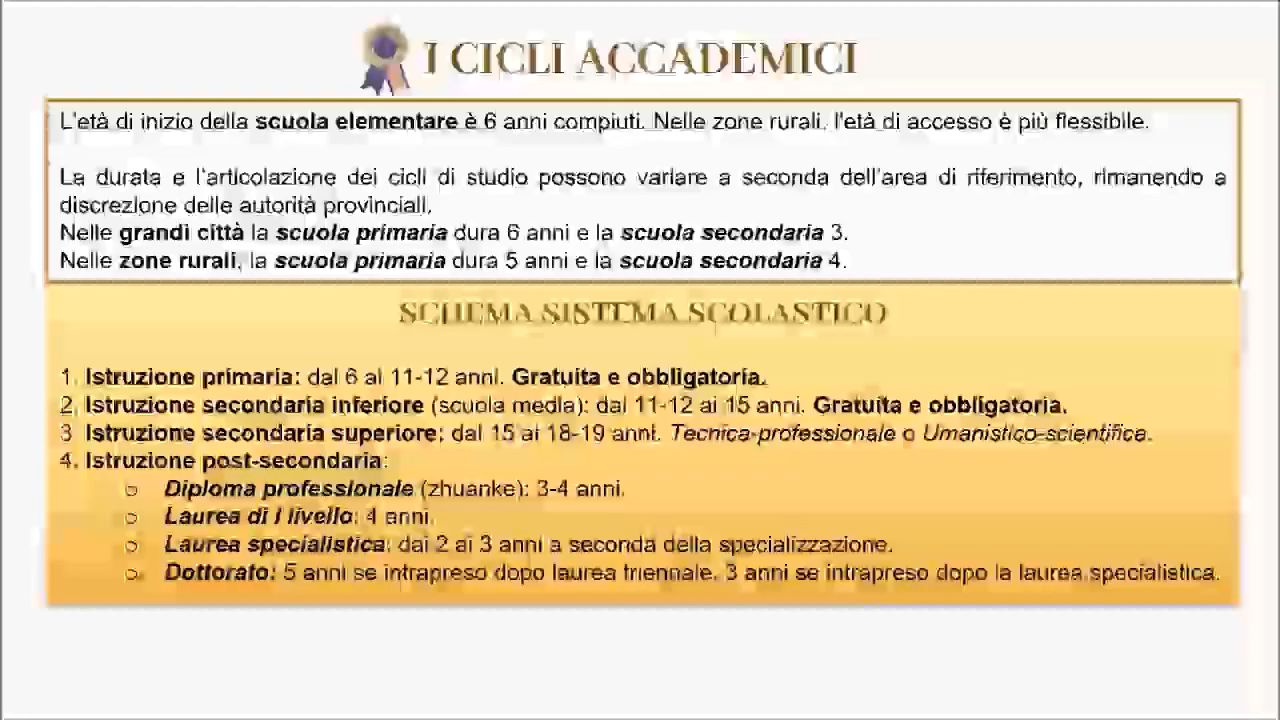 I CICLI ACCADEMICI
L'età di inizio della scuola elementare è 6 anni compiuti. Nelle zone rurali, l'età di accesso è più flessibile.
La durata e l'articolazione dei cicli di studio possono variare a seconda dell'area di riferimento, rimanendo a
discrezione delle autorità provinciali.
Nelle grandi città la scuola primaria dura 6 anni e la scuola secondaria 3.
Nelle zone rurali, la scuola primaria dura 5 anni e la scuola secondaria 4.
SCHEMA SISTEMA SCOLASTICO
1. Istruzione primaria: dai 6 ai 11-12 anni. Gratuita e obbligatoria.
2. Istruzione secondaria inferiore (scuola media): dai 11-12 ai 15 anni. Gratuita e obbligatoria.
3. Istruzione secondaria superiore: dai 15 ai 18-19 anni. Tecnica-professionale o Umanistico-scientifica.
4. Istruzione post-secondaria:
o Diploma professionale (zhuanke): 3-4 anni.
o Laurea di I livello: 4 anni.
o Laurea specialistica: dai 2 ai 3 anni a seconda della specializzazione.
o Dottorato: 5 anni se intrapreso dopo laurea triennale, 3 anni se intrapreso dopo la laurea specialistica.